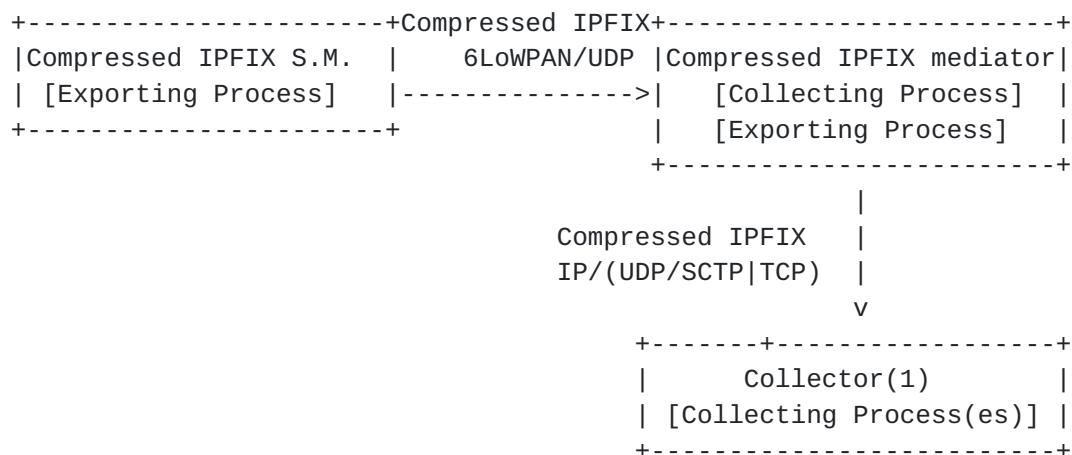 +-----------------------+Compressed IPFIX+-------------------------+
|Compressed IPFIX S.M.  |    6LoWPAN/UDP |Compressed IPFIX mediator|
| [Exporting Process]   |--------------->|   [Collecting Process]  |
+-----------------------+                |   [Exporting Process]   |
                                         +-------------------------+
                                                      |
                                   Compressed IPFIX   |
                                   IP/(UDP/SCTP|TCP)  |
                                                      v
                                        +-------+------------------+
                                        |      Collector(1)        |
                                        | [Collecting Process(es)] |
                                        +--------------------------+